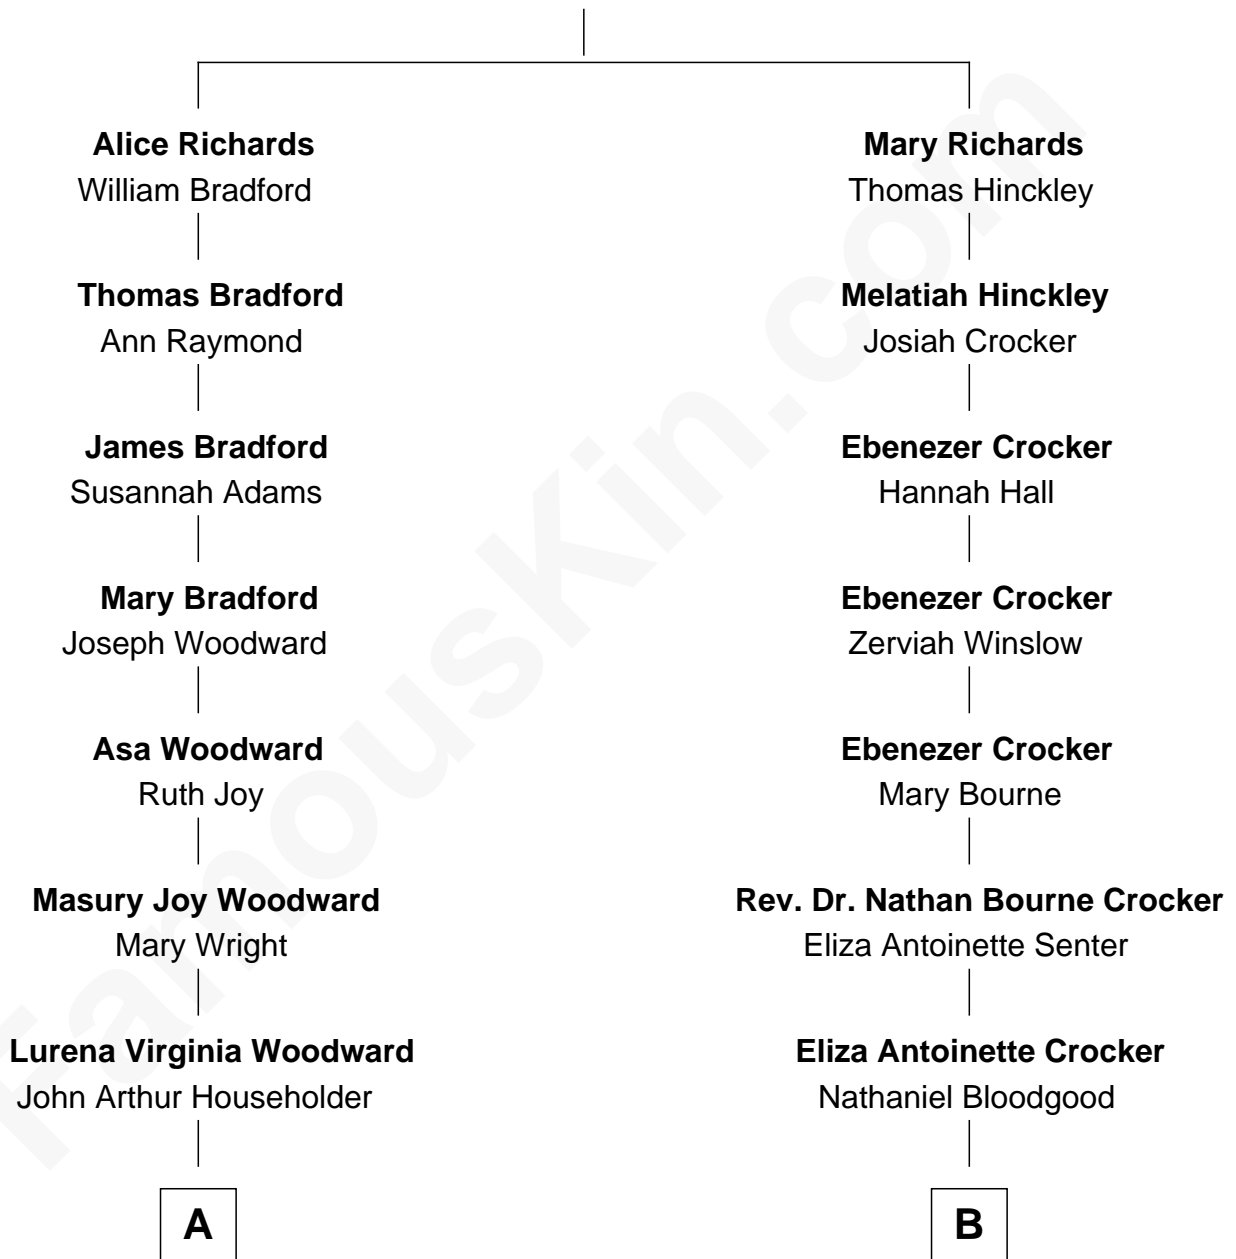 Alice Richards
William Bradford
Mary Richards
Thomas Hinckley
Thomas Bradford
Ann Raymond
Melatiah Hinckley
Josiah Crocker
James Bradford
Susannah Adams
Ebenezer Crocker
Hannah Hall
Mary Bradford
Joseph Woodward
Ebenezer Crocker
Zerviah Winslow
Asa Woodward
Ruth Joy
Ebenezer Crocker
Mary Bourne
Masury Joy Woodward
Mary Wright
Rev. Dr. Nathan Bourne Crocker
Eliza Antoinette Senter
Lurena Virginia Woodward
John Arthur Householder
Eliza Antoinette Crocker
Nathaniel Bloodgood
A
B
FamousKin.com